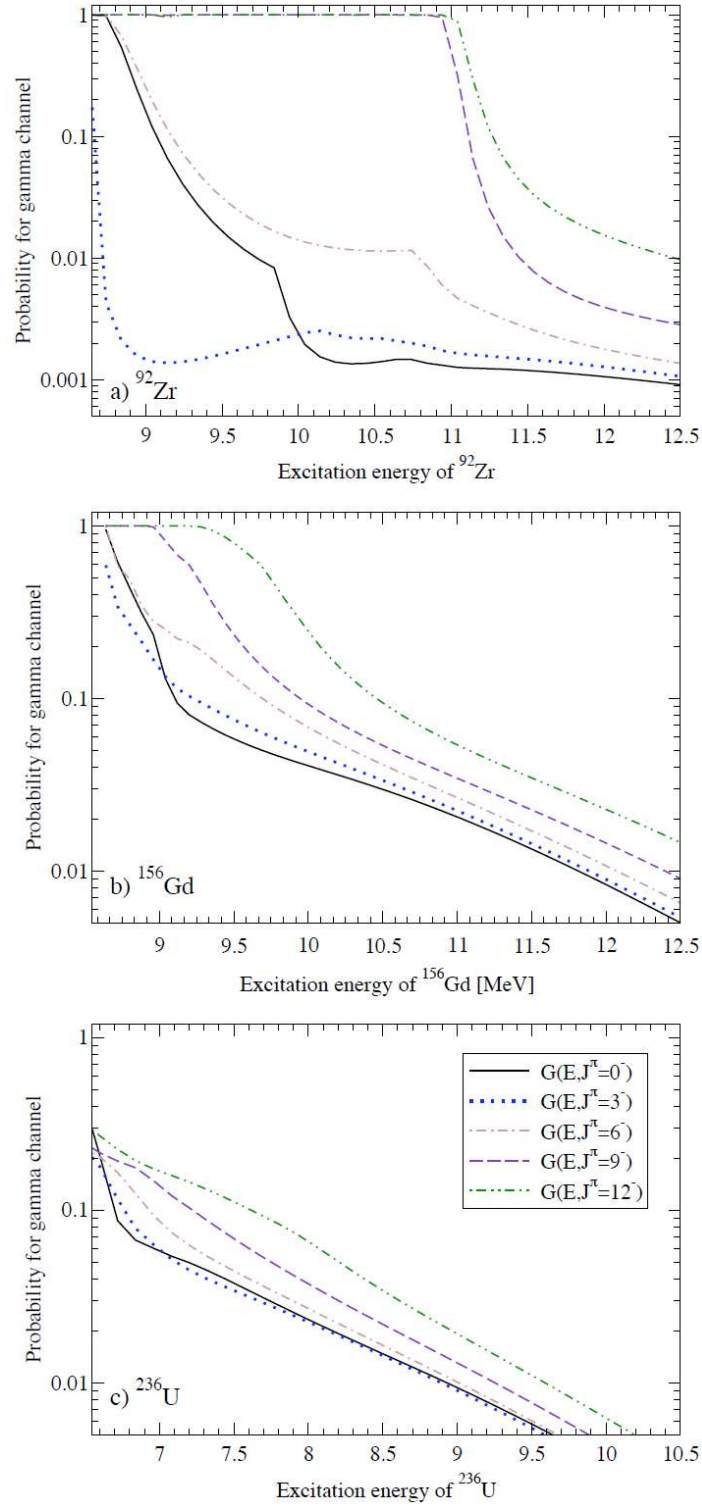 Probability for gamma channel
1
0.1
0.01
0.001
a) ⁹²Zr
9 9.5 10 10.5 11 11.5 12 12.5
Excitation energy of ⁹²Zr
Probability for gamma channel
1
0.1
0.01
b) ¹⁵⁶Gd
9 9.5 10 10.5 11 11.5 12 12.5
Excitation energy of ¹⁵⁶Gd [MeV]
Probability for gamma channel
1
0.1
0.01
G(E,J^π=0⁻)
G(E,J^π=3⁻)
G(E,J^π=6⁻)
G(E,J^π=9⁻)
G(E,J^π=12⁻)
c) ²³⁶U
7 7.5 8 8.5 9 9.5 10 10.5
Excitation energy of ²³⁶U